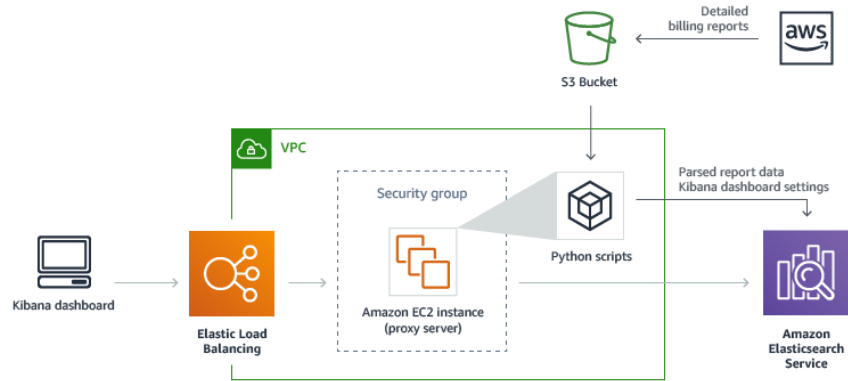 Detailed
billing reports
aws
S3 Bucket
VPC
Security group
Parsed report data
Kibana dashboard settings
Python scripts
Kibana dashboard
Elastic Load
Balancing
Amazon EC2 instance
(proxy server)
Amazon
Elasticsearch
Service